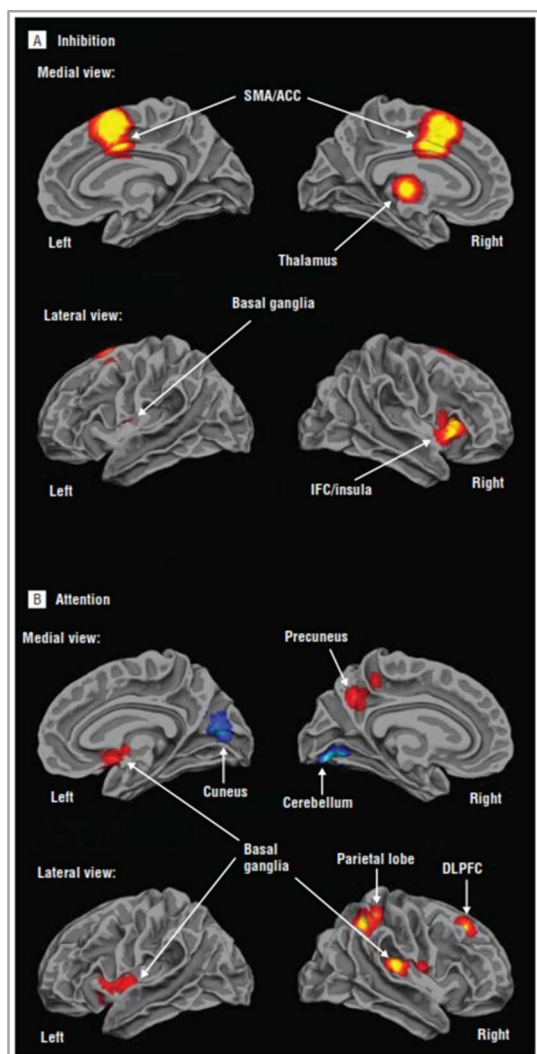 A Inhibition
Medial view:
SMA/ACC
Left
Thalamus
Right
Lateral view:
Basal ganglia
Left
IFC/insula
Right
B Attention
Medial view:
Precuneus
Left
Cuneus
Cerebellum
Right
Lateral view:
Basal
ganglia
Parietal lobe
DLPFC
Left
Right